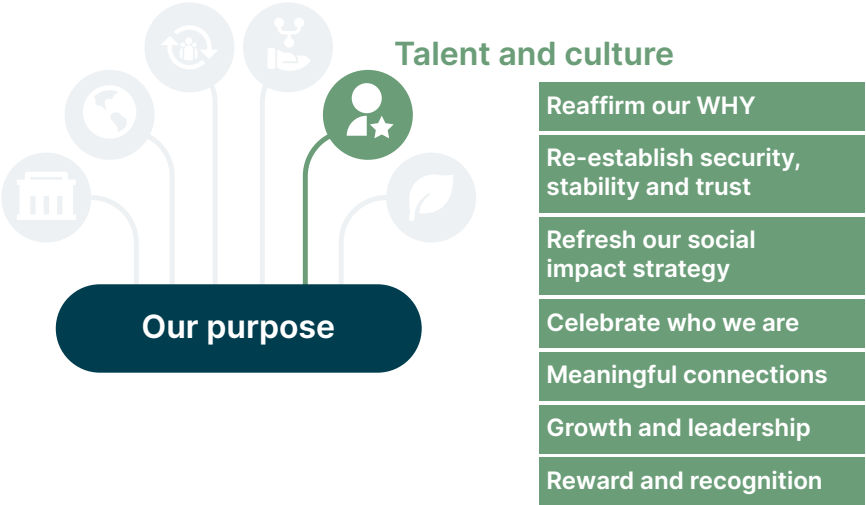 Talent and culture
Our purpose
Reaffirm our WHY
Re-establish security,
stability and trust
Refresh our social
impact strategy
Celebrate who we are
Meaningful connections
Growth and leadership
Reward and recognition